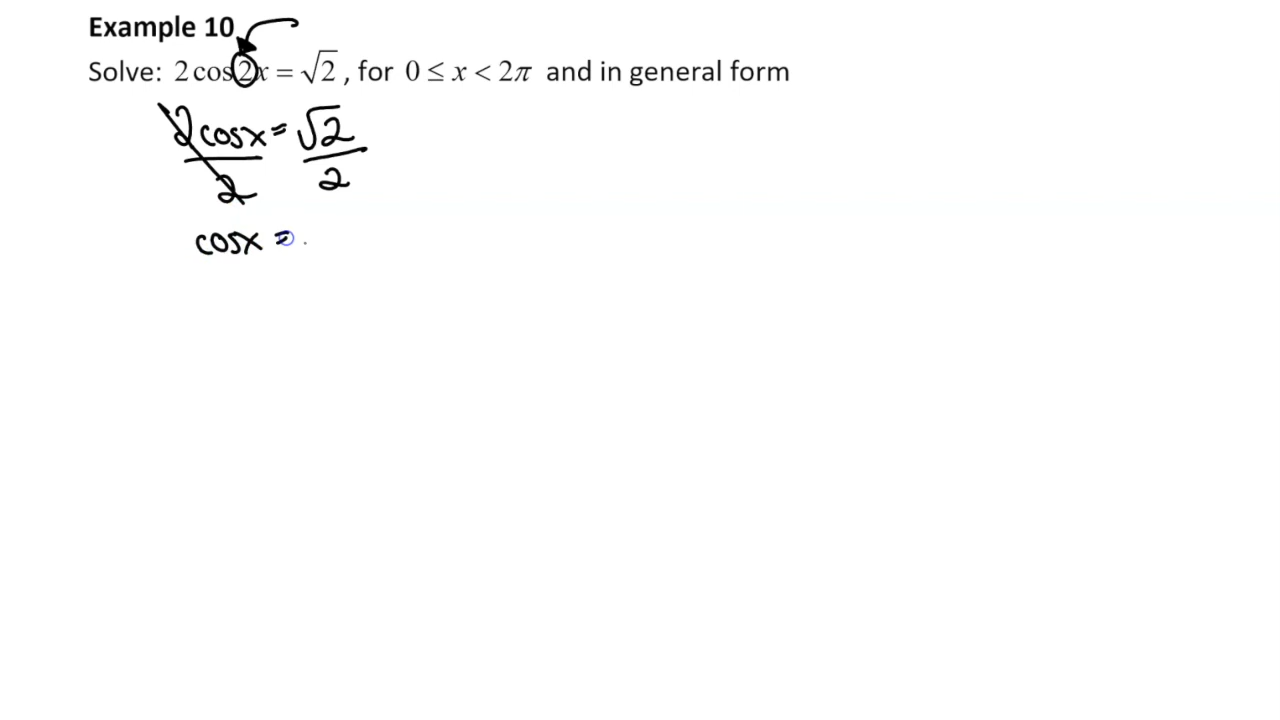 Example 10
Solve: 2cos2x = √2, for 0 ≤ x < 2π and in general form
2cosx = √2
2 2
cosx =